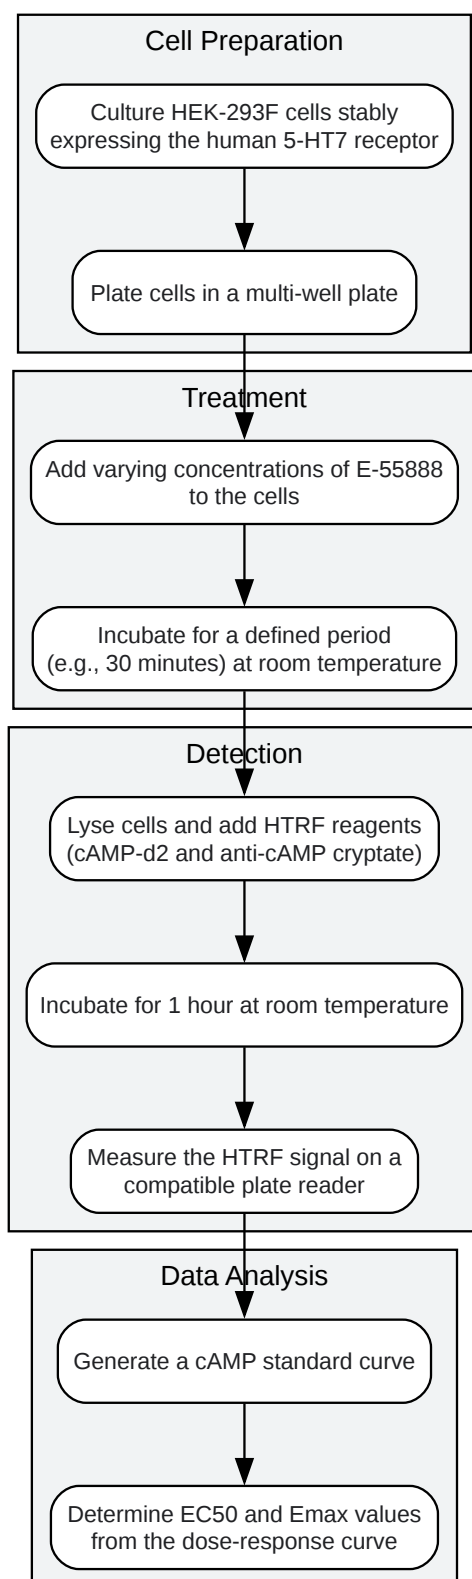 Cell Preparation
Culture HEK-293F cells stably
expressing the human 5-HT7 receptor
Plate cells in a multi-well plate
Treatment
Add varying concentrations of E-55888
to the cells
Incubate for a defined period
(e.g., 30 minutes) at room temperature
Detection
Lyse cells and add HTRF reagents
(cAMP-d2 and anti-cAMP cryptate)
Incubate for 1 hour at room temperature
Measure the HTRF signal on a
compatible plate reader
Data Analysis
Generate a cAMP standard curve
Determine EC50 and Emax values
from the dose-response curve